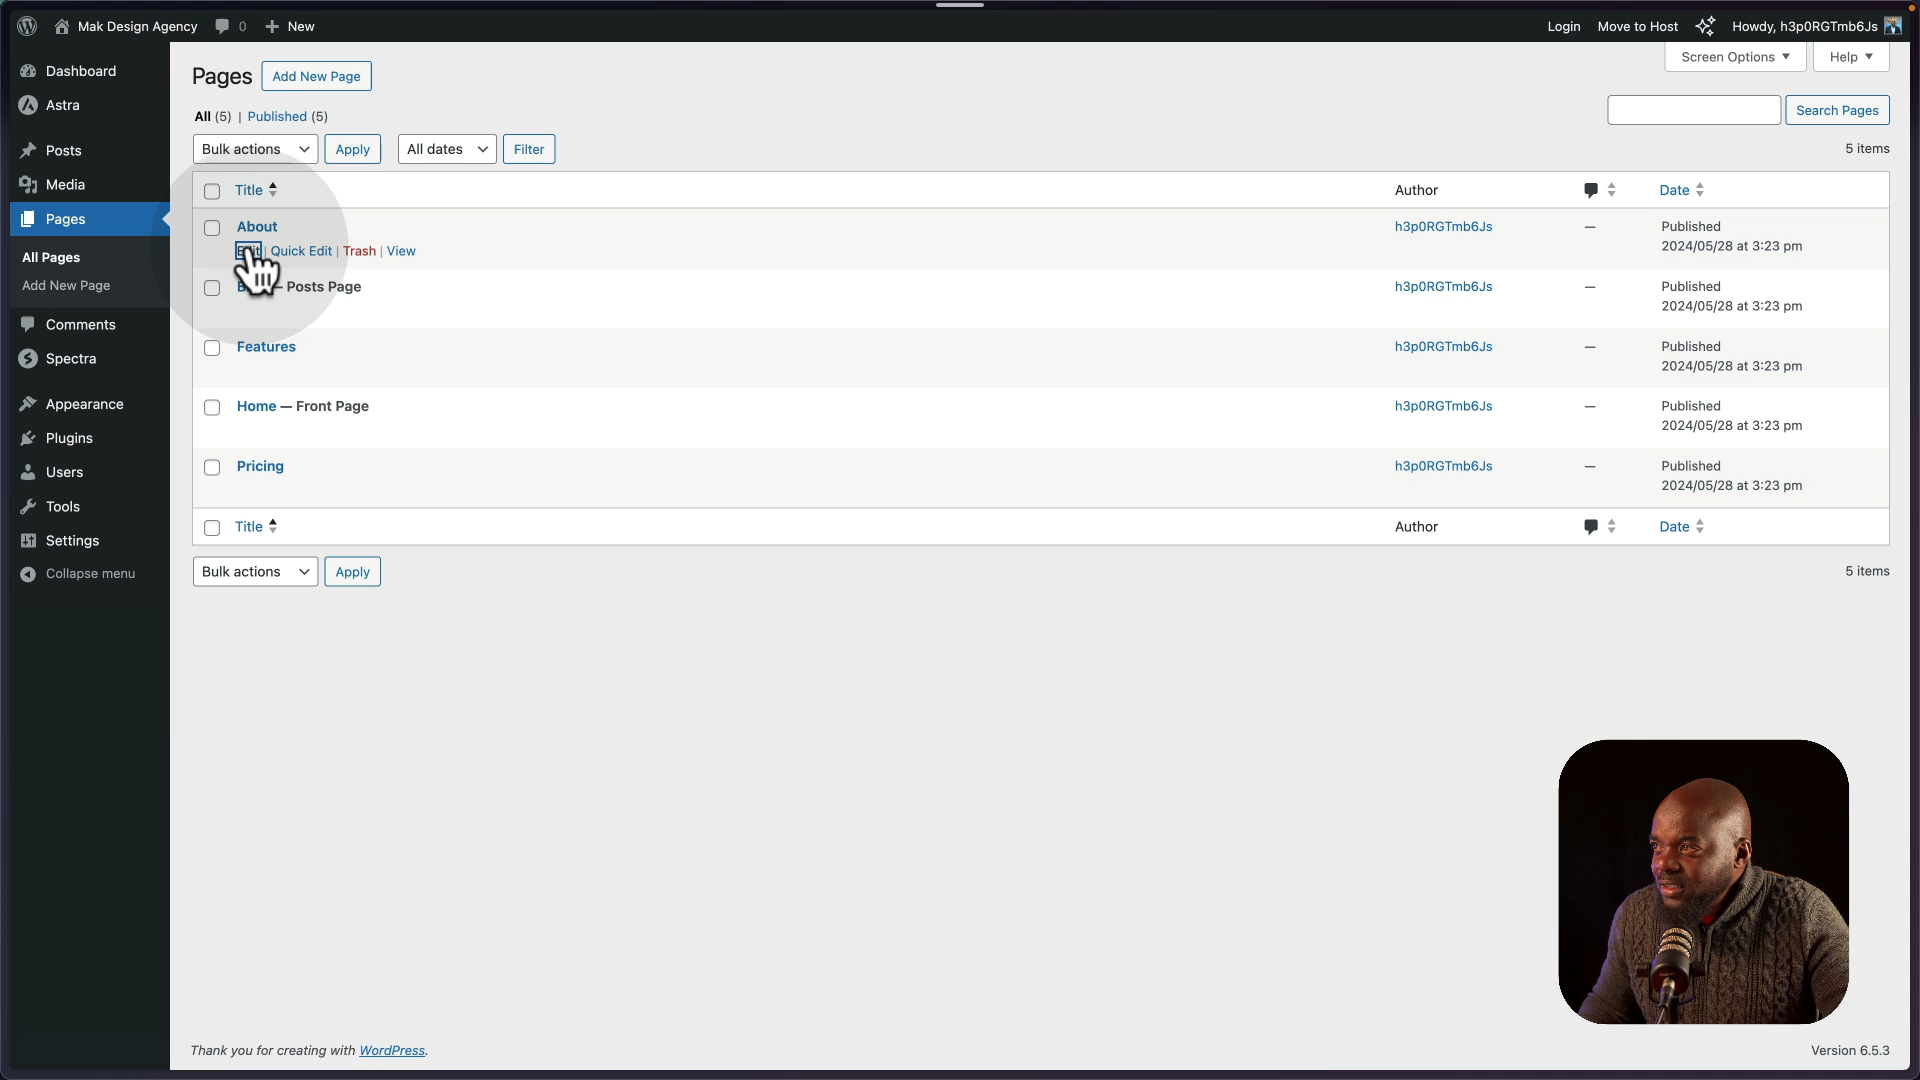 Mak Design Agency 0 New Login Move to Host Howdy, h3p0RGTmb6Js
Dashboard
Astra
Posts
Media
Pages
All Pages
Add New Page
Comments
Spectra
Appearance
Plugins
Users
Tools
Settings
Collapse menu
Pages Add New Page Screen Options Help
All (5) | Published (5) Search Pages
Bulk actions Apply All dates Filter 5 items
Title Author Date
About h3p0RGTmb6Js — Published
Quick Edit | Trash | View 2024/05/28 at 3:23 pm
— Posts Page h3p0RGTmb6Js — Published
2024/05/28 at 3:23 pm
Features h3p0RGTmb6Js — Published
2024/05/28 at 3:23 pm
Home — Front Page h3p0RGTmb6Js — Published
2024/05/28 at 3:23 pm
Pricing h3p0RGTmb6Js — Published
2024/05/28 at 3:23 pm
Title Author Date
Bulk actions Apply 5 items
Thank you for creating with WordPress. Version 6.5.3